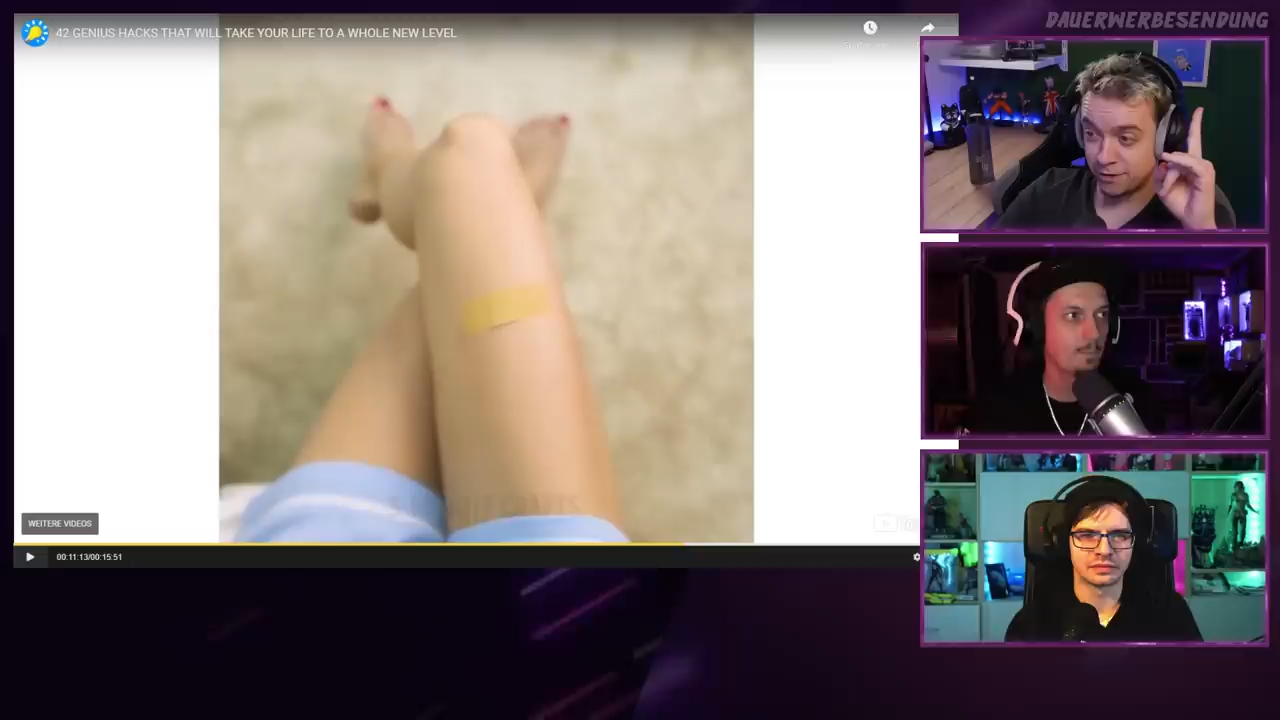 DAUERWERBESENDUNG
42 GENIUS HACKS THAT WILL TAKE YOUR LIFE TO A WHOLE NEW LEVEL
WEITERE VIDEOS
00:11:13/00:15:51